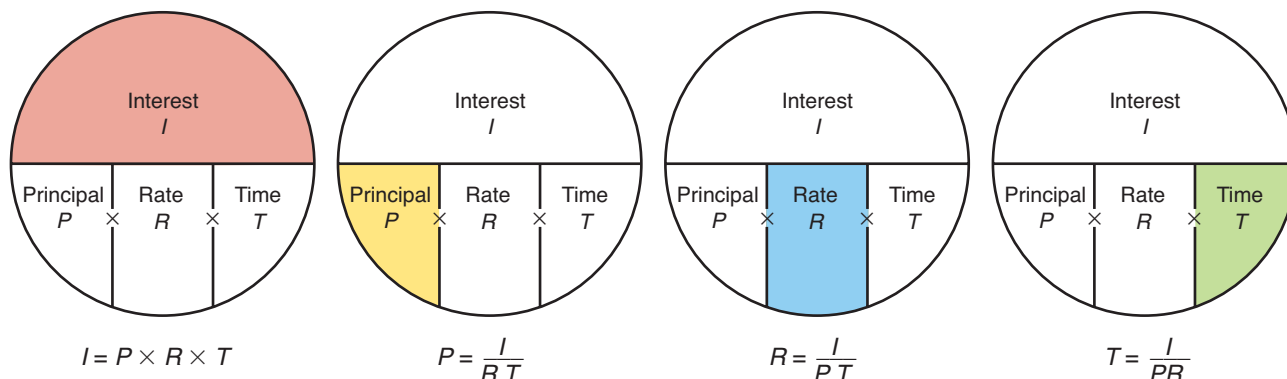 Interest
I
Principal
P
×
Rate
R
×
Time
T
I = P × R × T
Interest
I
Principal
P
×
Rate
R
×
Time
T
P = I / R T
Interest
I
Principal
P
×
Rate
R
×
Time
T
R = I / P T
Interest
I
Principal
P
×
Rate
R
×
Time
T
T = I / PR